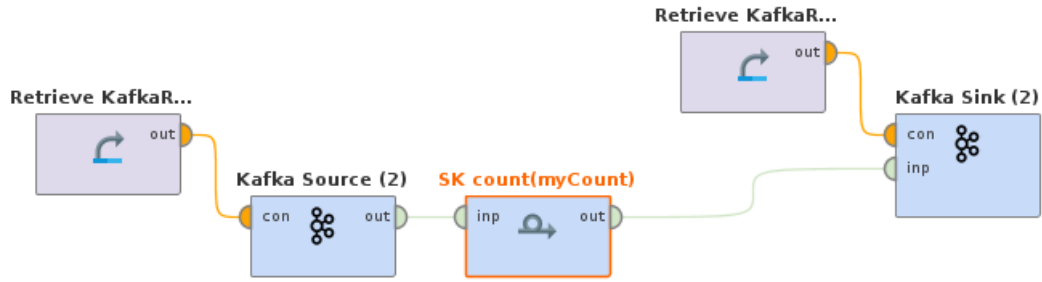 Retrieve KafkaR...
out
Kafka Sink (2)
con
inp
Retrieve KafkaR...
out
Kafka Source (2)
con
out
SK count(myCount)
inp
out